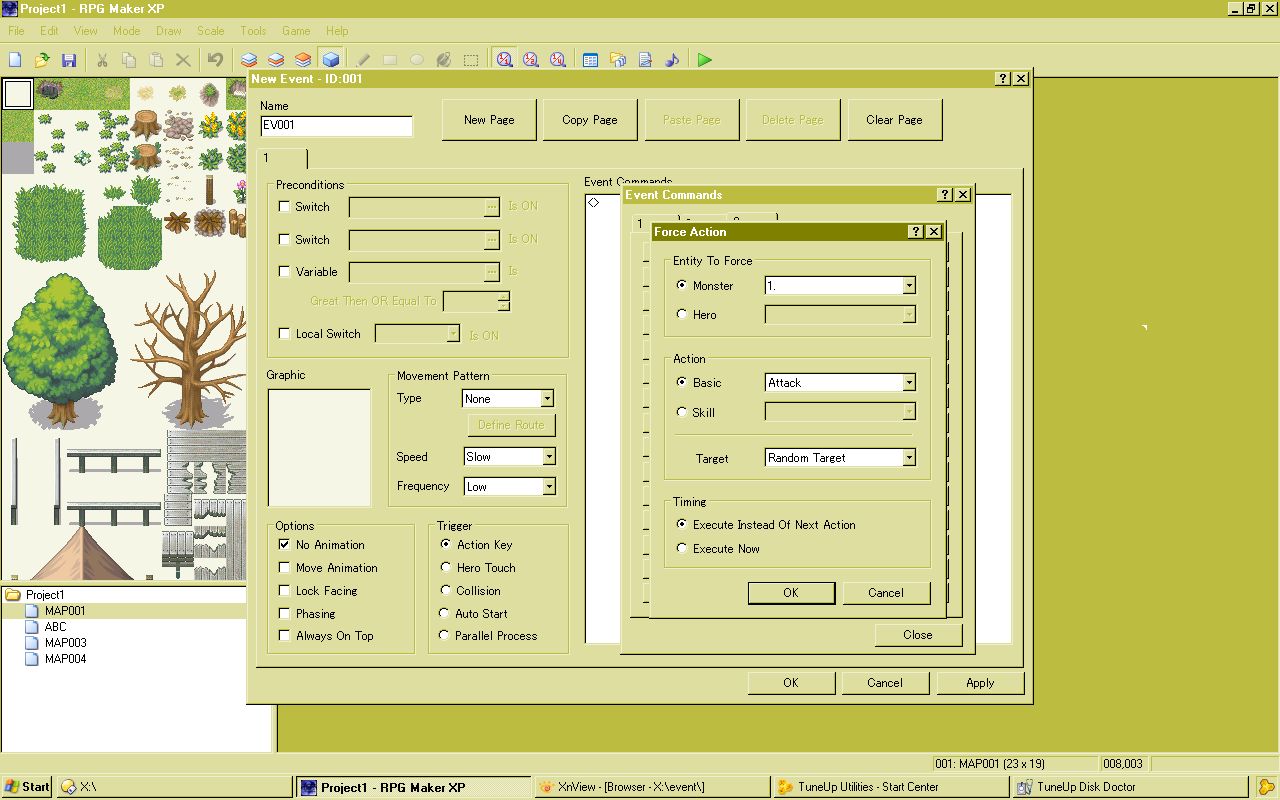 Project1 - RPG Maker XP
File Edit View Mode Draw Scale Tools Game Help
New Event - ID:001
Name
EV001
New Page Copy Page Paste Page Delete Page Clear Page
1
Preconditions
Switch ... Is ON
Switch ... Is ON
Variable ... Is
Great Then OR Equal To
Local Switch Is ON
Graphic
Movement Pattern
Type None
Define Route
Speed Slow
Frequency Low
Options
No Animation
Move Animation
Lock Facing
Phasing
Always On Top
Trigger
Action Key
Hero Touch
Collision
Auto Start
Parallel Process
Event Commands
Event Commands
1
Force Action
Entity To Force
Monster 1.
Hero
Action
Basic Attack
Skill
Target Random Target
Timing
Execute Instead Of Next Action
Execute Now
OK Cancel
Close
OK Cancel Apply
Project1
MAP001
ABC
MAP003
MAP004
001: MAP001 (23 x 19) 008,003
Start X:\ Project1 - RPG Maker XP XnView - [Browser - X:\event\] TuneUp Utilities - Start Center TuneUp Disk Doctor